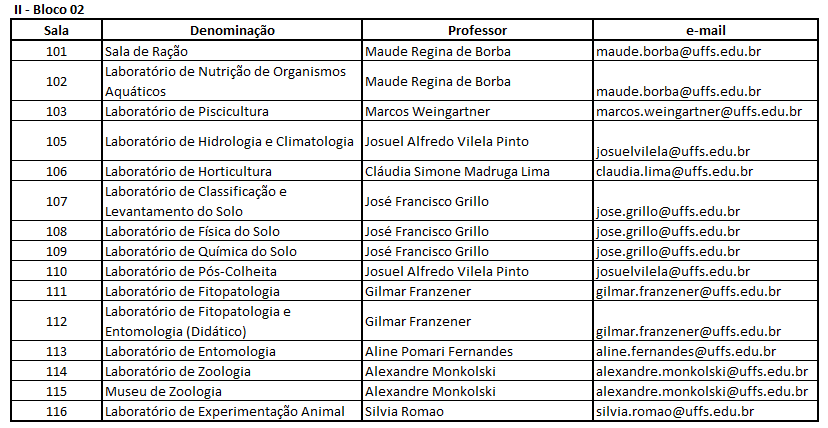 II - Bloco 02
Sala Denominação Professor e-mail
101 Sala de Ração Maude Regina de Borba maude.borba@uffs.edu.br
Laboratório de Nutrição de Organismos
102 Aquáticos Maude Regina de Borba maude.borba@uffs.edu.br
103 Laboratório de Piscicultura Marcos Weingartner marcos.weingartner@uffs.edu.br
105 Laboratório de Hidrologia e Climatologia Josuel Alfredo Vilela Pinto josuelvilela@uffs.edu.br
106 Laboratório de Horticultura Cláudia Simone Madruga Lima claudia.lima@uffs.edu.br
Laboratório de Classificação e
107 Levantamento do Solo José Francisco Grillo jose.grillo@uffs.edu.br
108 Laboratório de Física do Solo José Francisco Grillo jose.grillo@uffs.edu.br
109 Laboratório de Química do Solo José Francisco Grillo jose.grillo@uffs.edu.br
110 Laboratório de Pós-Colheita Josuel Alfredo Vilela Pinto josuelvilela@uffs.edu.br
111 Laboratório de Fitopatologia Gilmar Franzener gilmar.franzener@uffs.edu.br
Laboratório de Fitopatologia e
112 Entomologia (Didático) Gilmar Franzener gilmar.franzener@uffs.edu.br
113 Laboratório de Entomologia Aline Pomari Fernandes aline.fernandes@uffs.edu.br
114 Laboratório de Zoologia Alexandre Monkolski alexandre.monkolski@uffs.edu.br
115 Museu de Zoologia Alexandre Monkolski alexandre.monkolski@uffs.edu.br
116 Laboratório de Experimentação Animal Silvia Romao silvia.romao@uffs.edu.br